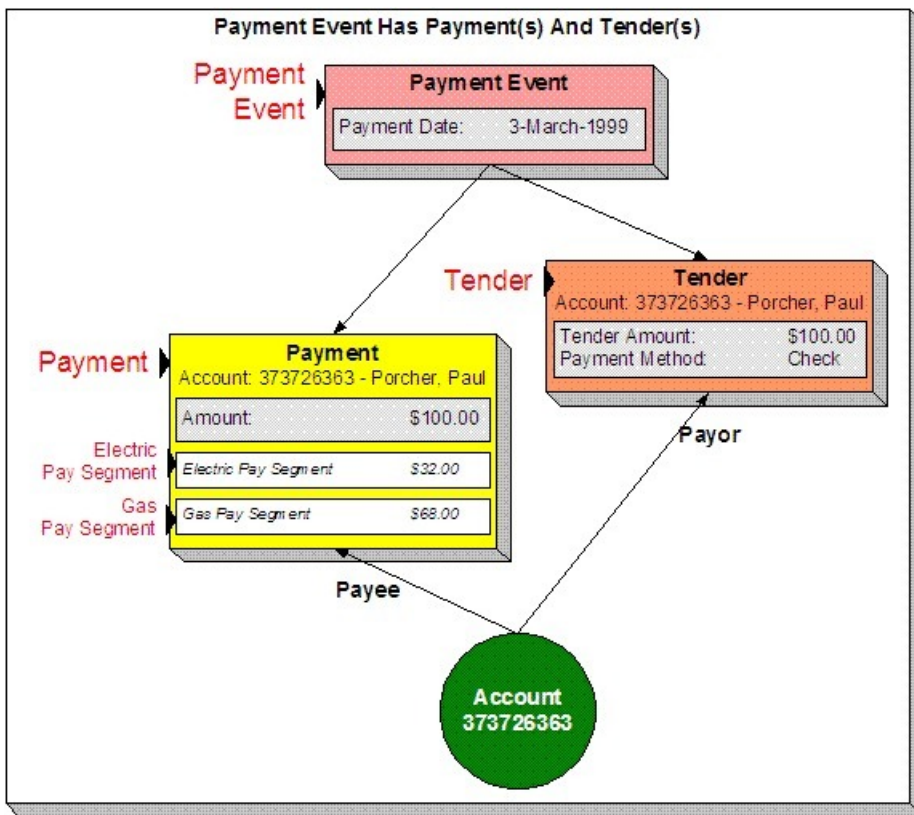 Payment Event Has Payment(s) And Tender(s)
Payment
Event
Payment Event
Payment Date: 3-March-1999
Tender
Tender
Account: 373726363 - Porcher, Paul
Tender Amount: $100.00
Payment Method: Check
Payment
Payment
Account: 373726363 - Porcher, Paul
Amount: $100.00
Electric
Pay Segment
Electric Pay Segment $32.00
Gas
Pay Segment
Gas Pay Segment $68.00
Payor
Payee
Account
373726363